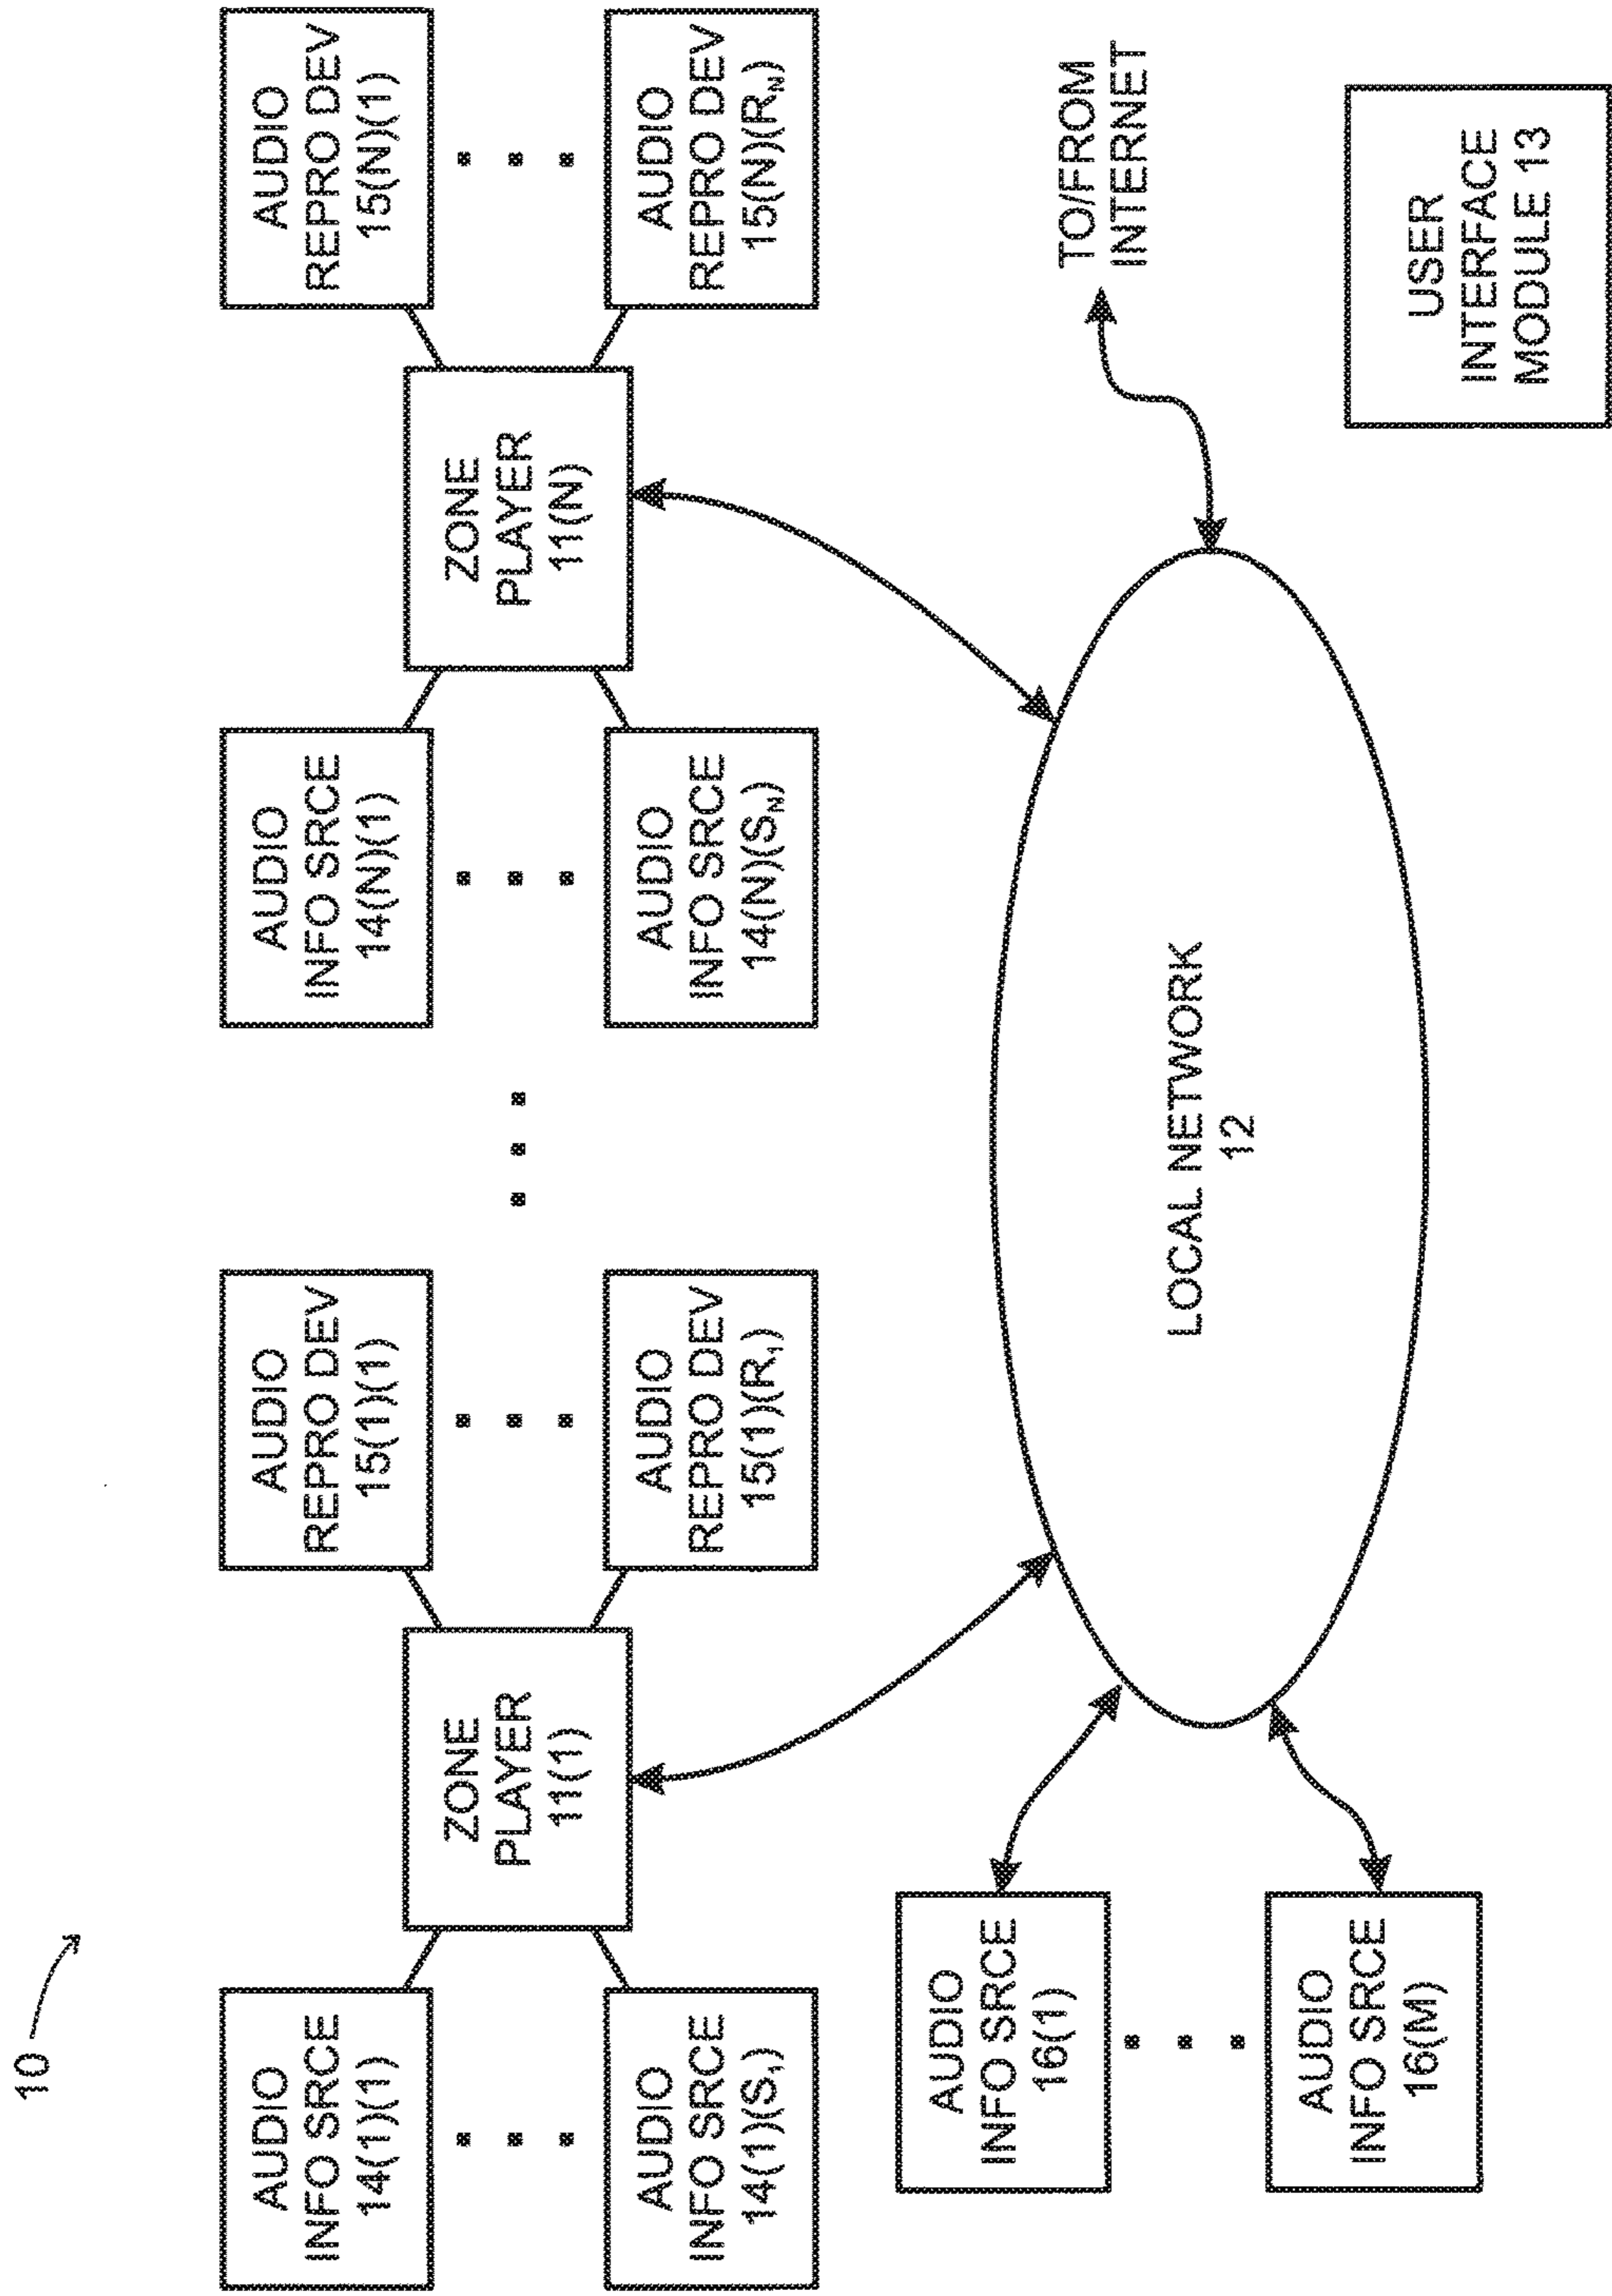 10
AUDIO
INFO SRCE
14(1)(1)
AUDIO
INFO SRCE
14(1)(S₁)
ZONE
PLAYER
11(1)
AUDIO
REPRO DEV
15(1)(1)
AUDIO
REPRO DEV
15(1)(R₁)
AUDIO
INFO SRCE
14(N)(1)
AUDIO
INFO SRCE
14(N)(S_N)
ZONE
PLAYER
11(N)
AUDIO
REPRO DEV
15(N)(1)
AUDIO
REPRO DEV
15(N)(R_N)
AUDIO
INFO SRCE
16(1)
AUDIO
INFO SRCE
16(M)
LOCAL NETWORK
12
TO/FROM
INTERNET
USER
INTERFACE
MODULE 13